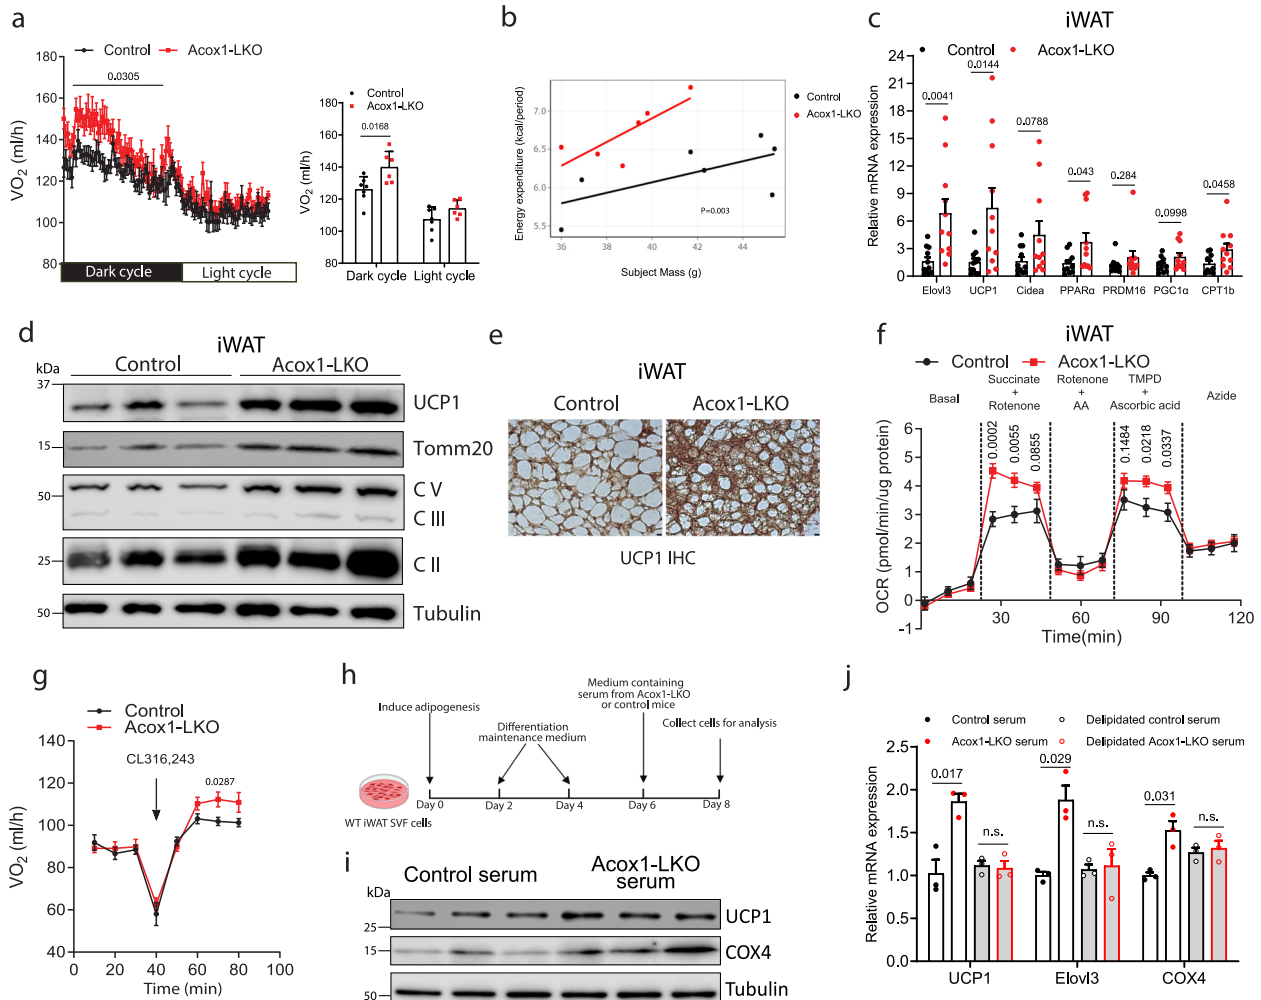 a
Control
Acox1-LKO
0.0305
VO2 (ml/h)
180
160
140
120
100
80
Dark cycle
Light cycle
Control
Acox1-LKO
0.0168
VO2 (ml/h)
180
160
140
120
100
80
Dark cycle
Light cycle
b
Energy expenditure (kcal/period)
7.0
6.5
6.0
5.5
36
38
40
42
44
P=0.003
Control
Acox1-LKO
Subject Mass (g)
c
iWAT
Control
Acox1-LKO
Relative mRNA expression
24
21
18
15
12
9
6
3
0
0.0041
0.0144
0.0788
0.043
0.284
0.0998
0.0458
Elovl3
UCP1
Cidea
PPARα
PRDM16
PGC1α
CPT1b
d
iWAT
kDa
Control
Acox1-LKO
37
UCP1
15
Tomm20
50
C V
C III
25
C II
50
Tubulin
e
iWAT
Control
Acox1-LKO
UCP1 IHC
f
iWAT
Control
Acox1-LKO
Basal
Succinate
+
Rotenone
Rotenone
+
AA
TMPD
+
Ascorbic acid
Azide
0.0002
0.0055
0.0855
0.1484
0.0218
0.0337
OCR (pmol/min/ug protein)
6
5
4
3
2
1
0
-1
30
60
90
120
Time(min)
g
Control
Acox1-LKO
CL316,243
0.0287
VO2 (ml/h)
140
120
100
80
60
40
0
20
40
60
80
100
Time (min)
h
Induce adipogenesis
Differentiation
maintenance medium
Medium containing
serum from Acox1-LKO
or control mice
Collect cells for analysis
Day 0
Day 2
Day 4
Day 6
Day 8
WT iWAT SVF cells
i
Control serum
Acox1-LKO
serum
kDa
25
UCP1
15
COX4
50
Tubulin
j
Control serum
Delipidated control serum
Acox1-LKO serum
Delipidated Acox1-LKO serum
Relative mRNA expression
2.5
2.0
1.5
1.0
0.5
0.0
0.017
n.s.
0.029
n.s.
0.031
n.s.
UCP1
Elovl3
COX4